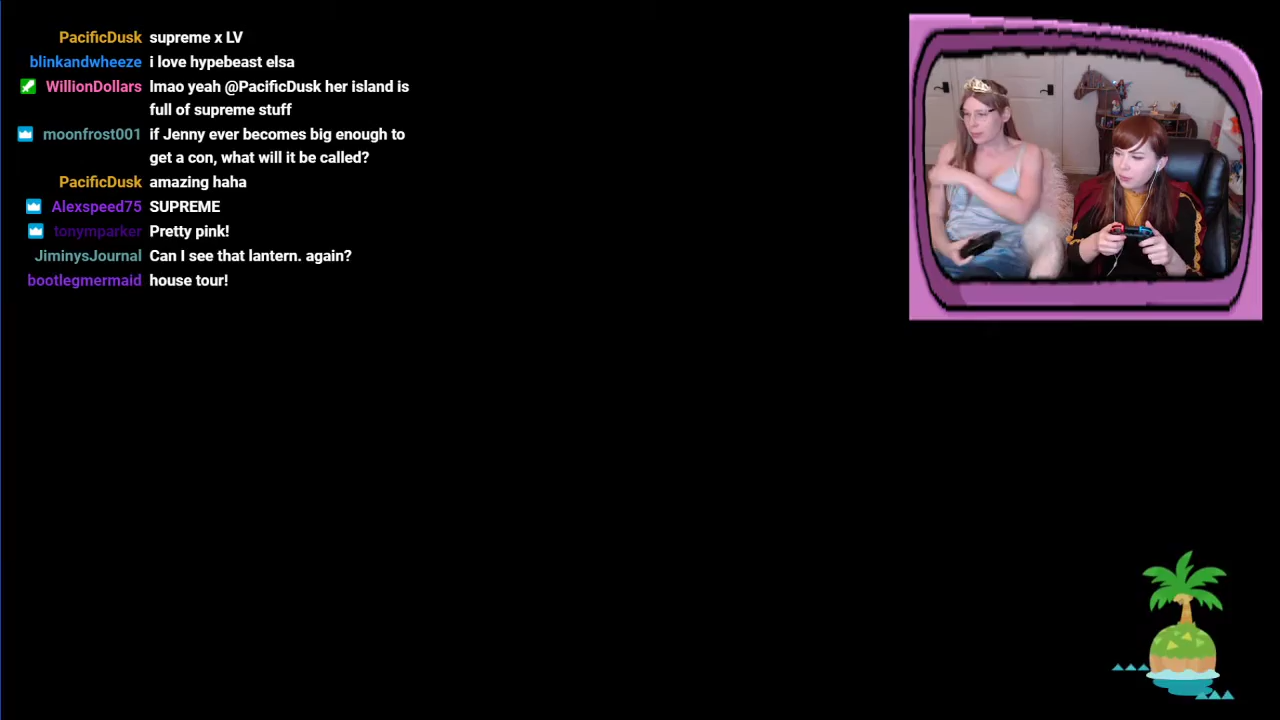 PacificDusk supreme x LV
blinkandwheeze i love hypebeast elsa
WillionDollars lmao yeah @PacificDusk her island is
full of supreme stuff
moonfrost001 if Jenny ever becomes big enough to
get a con, what will it be called?
PacificDusk amazing haha
Alexspeed75 SUPREME
tonymparker Pretty pink!
JiminysJournal Can I see that lantern. again?
bootlegmermaid house tour!